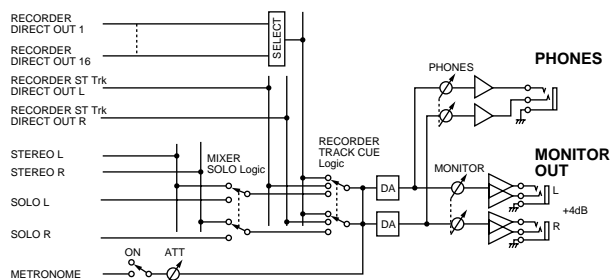 RECORDER
DIRECT OUT 1
RECORDER
DIRECT OUT 16
SELECT
RECORDER ST Trk
DIRECT OUT L
RECORDER ST Trk
DIRECT OUT R
PHONES
PHONES
STEREO L
STEREO R
MIXER
SOLO Logic
RECORDER
TRACK CUE
Logic
MONITOR
MONITOR
OUT
SOLO L
DA
L
+4dB
SOLO R
DA
R
ON
ATT
METRONOME